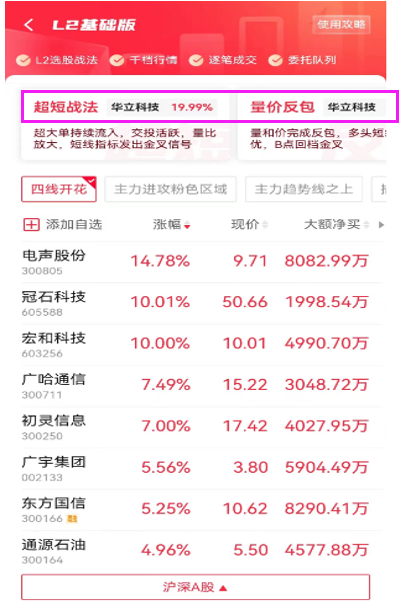 L2基础版
使用攻略
L2选股战法 千档行情 逐笔成交 委托队列
超短战法 华立科技 19.99% 量价反包 华立科技
超大单持续流入，交投活跃，量比 量和价完成反包，多头短线
放大，短线指标发出金叉信号 优，B点回档金叉
四线开花 主力进攻粉色区域 主力趋势线之上
添加自选 涨幅 现价 大额净买
电声股份 14.78% 9.71 8082.99万
300805
冠石科技 10.01% 50.66 1998.54万
605588
宏和科技 10.00% 10.01 4990.70万
603256
广哈通信 7.49% 15.22 3048.72万
300711
初灵信息 7.00% 17.42 4027.95万
300250
广宇集团 5.56% 3.80 5904.49万
002133
东方国信 5.25% 10.62 8290.41万
300166
通源石油 4.96% 5.50 4577.88万
300164
沪深A股